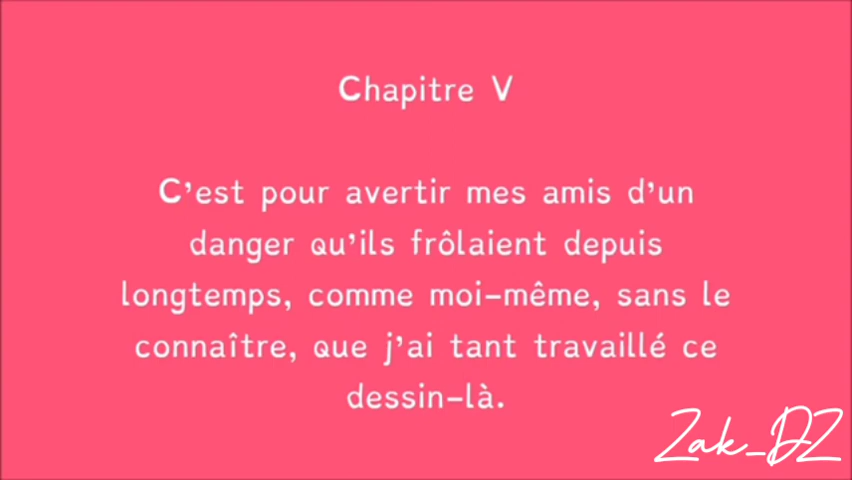 Chapitre V
C'est pour avertir mes amis d'un
danger qu'ils frôlaient depuis
longtemps, comme moi-même, sans le
connaître, que j'ai tant travaillé ce
dessin-là.
Zak_DZ